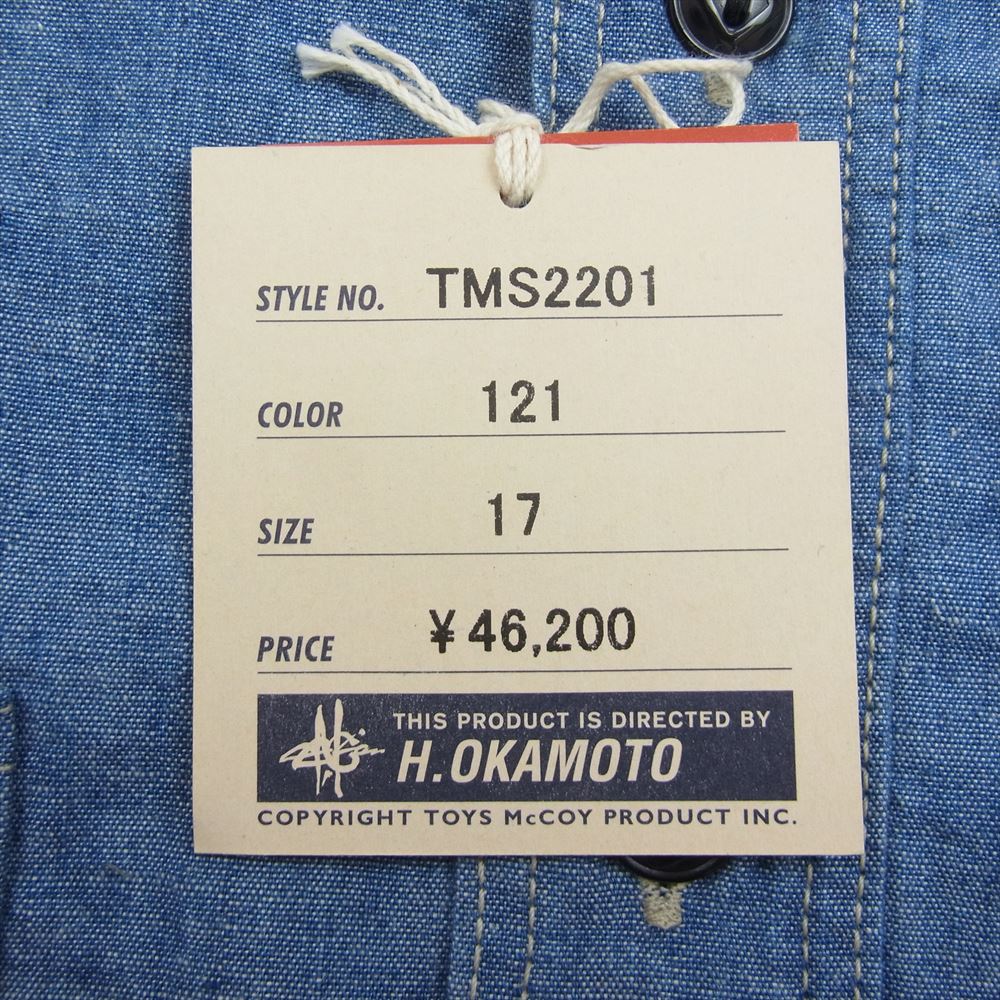 STYLE NO. TMS2201
COLOR 121
SIZE 17
PRICE ¥46,200
THIS PRODUCT IS DIRECTED BY
H.OKAMOTO
COPYRIGHT TOYS McCOY PRODUCT INC.